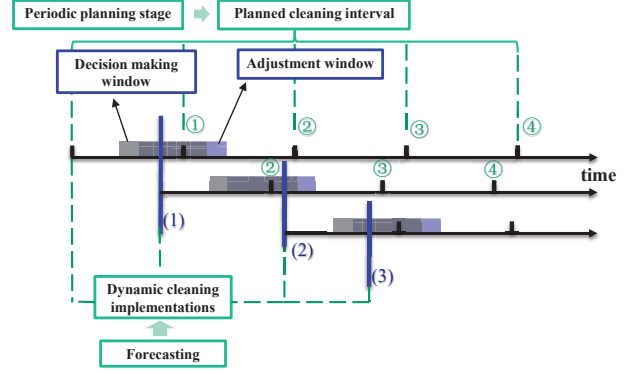 Periodic planning stage
Planned cleaning interval
Decision making
window
Adjustment window
① ② ③ ④
time
② ③ ④
(1)
(2)
(3)
Dynamic cleaning
implementations
Forecasting